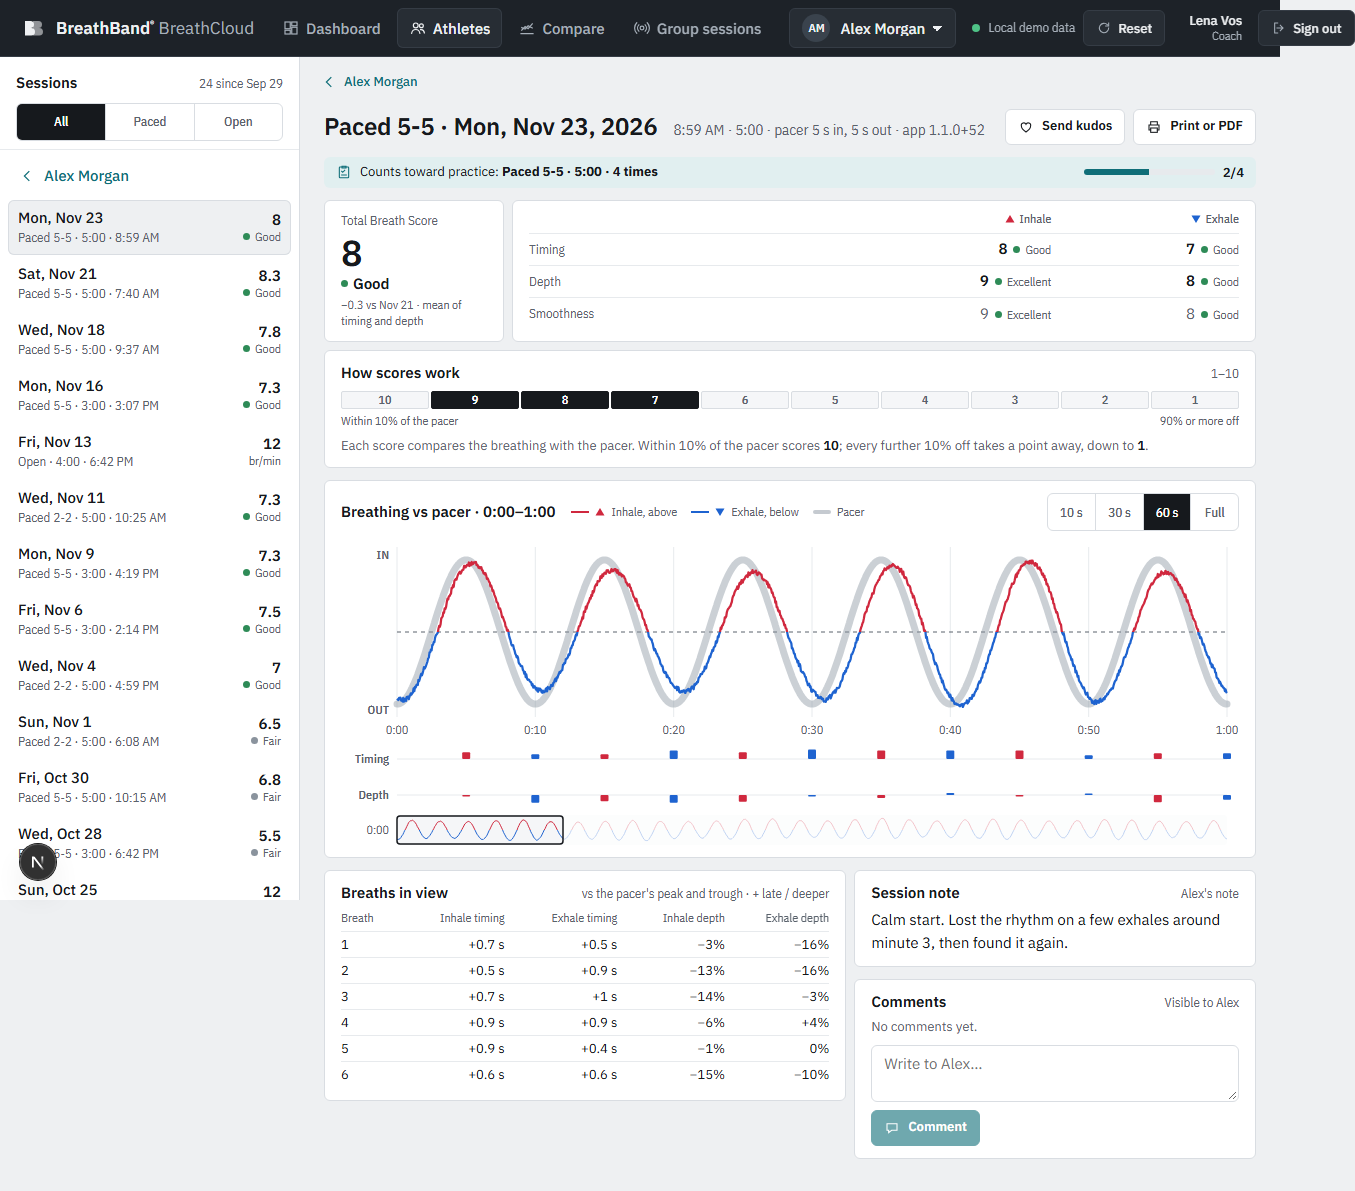 BreathBand® BreathCloud
Dashboard
Athletes
Compare
Group sessions
AM
Alex Morgan
Local demo data
Reset
Lena Vos
Coach
Sign out
Sessions
24 since Sep 29
All
Paced
Open
Alex Morgan
Mon, Nov 23
8
Paced 5-5 · 5:00 · 8:59 AM
Good
Sat, Nov 21
8.3
Paced 5-5 · 5:00 · 7:40 AM
Good
Wed, Nov 18
7.8
Paced 5-5 · 5:00 · 9:37 AM
Good
Mon, Nov 16
7.3
Paced 5-5 · 3:00 · 3:07 PM
Good
Fri, Nov 13
12
Open · 4:00 · 6:42 PM
br/min
Wed, Nov 11
7.3
Paced 2-2 · 5:00 · 10:25 AM
Good
Mon, Nov 9
7.3
Paced 5-5 · 3:00 · 4:19 PM
Good
Fri, Nov 6
7.5
Paced 5-5 · 3:00 · 2:14 PM
Good
Wed, Nov 4
7
Paced 2-2 · 5:00 · 4:59 PM
Good
Sun, Nov 1
6.5
Paced 2-2 · 5:00 · 6:08 AM
Fair
Fri, Oct 30
6.8
Paced 5-5 · 5:00 · 10:15 AM
Fair
Wed, Oct 28
5.5
5-5 · 3:00 · 6:42 PM
Fair
N
Sun, Oct 25
12
Alex Morgan
Paced 5-5 · Mon, Nov 23, 2026
8:59 AM · 5:00 · pacer 5 s in, 5 s out · app 1.1.0+52
Send kudos
Print or PDF
Counts toward practice: Paced 5-5 · 5:00 · 4 times
2/4
Total Breath Score
8
Good
−0.3 vs Nov 21 · mean of
timing and depth
Inhale
Exhale
Timing
8 Good
7 Good
Depth
9 Excellent
8 Good
Smoothness
9 Excellent
8 Good
How scores work
1–10
10 9 8 7 6 5 4 3 2 1
Within 10% of the pacer
90% or more off
Each score compares the breathing with the pacer. Within 10% of the pacer scores 10; every further 10% off takes a point away, down to 1.
Breathing vs pacer · 0:00–1:00
Inhale, above
Exhale, below
Pacer
10 s
30 s
60 s
Full
IN
OUT
0:00 0:10 0:20 0:30 0:40 0:50 1:00
Timing
Depth
0:00
Breaths in view
vs the pacer's peak and trough · + late / deeper
Breath Inhale timing Exhale timing Inhale depth Exhale depth
1 +0.7 s +0.5 s −3% −16%
2 +0.5 s +0.9 s −13% −16%
3 +0.7 s +1 s −14% −3%
4 +0.9 s +0.9 s −6% +4%
5 +0.9 s +0.4 s −1% 0%
6 +0.6 s +0.6 s −15% −10%
Session note
Alex's note
Calm start. Lost the rhythm on a few exhales around
minute 3, then found it again.
Comments
Visible to Alex
No comments yet.
Write to Alex...
Comment